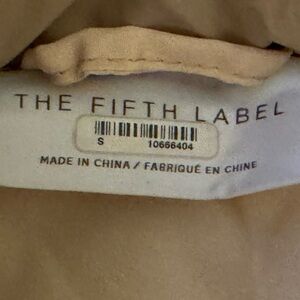 THE FIFTH LABEL
S 10666404
MADE IN CHINA / FABRIQUÉ EN CHINE